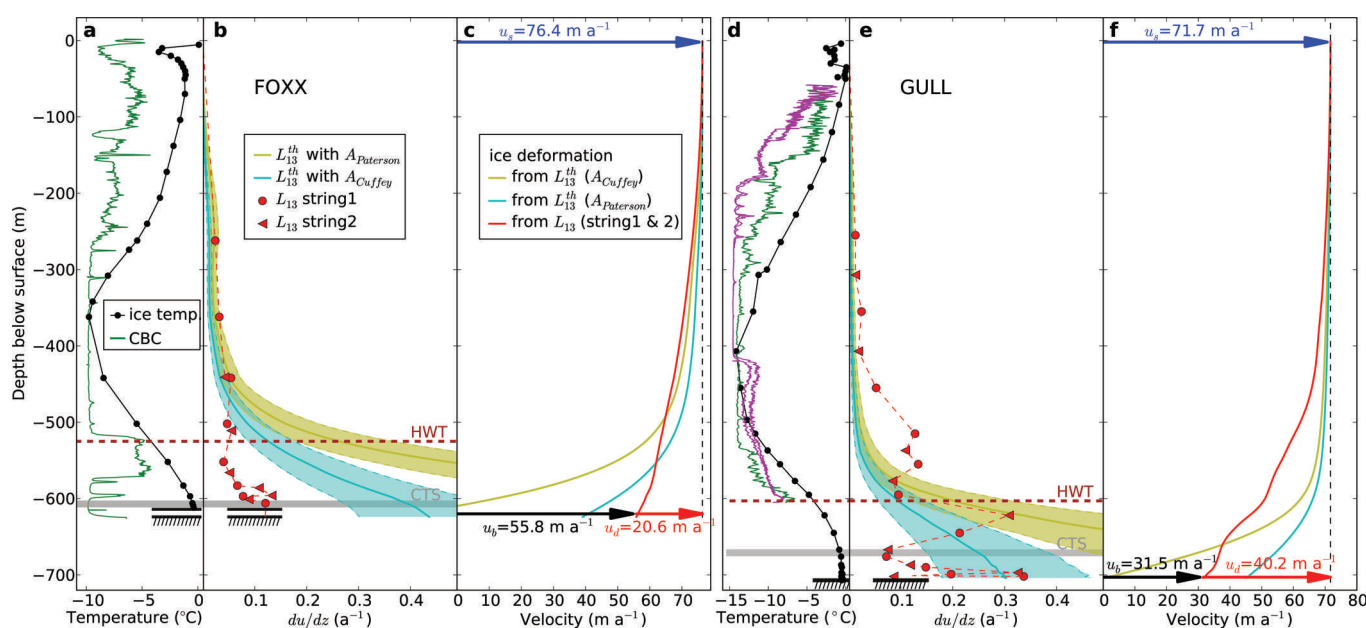 a
b
c
d
e
f
u_s=76.4 m a⁻¹
u_s=71.7 m a⁻¹
FOXX
GULL
L_13^th with A_Paterson
L_13^th with A_Cuffey
L_13 string1
L_13 string2
ice deformation
from L_13^th (A_Cuffey)
from L_13^th (A_Paterson)
from L_13 (string1 & 2)
ice temp.
CBC
HWT
CTS
HWT
CTS
u_b=55.8 m a⁻¹
u_d=20.6 m a⁻¹
u_b=31.5 m a⁻¹
u_d=40.2 m a⁻¹
Depth below surface (m)
0
−100
−200
−300
−400
−500
−600
−700
−10 −5 0 0.1 0.2 0.3 0.4 0 10 20 30 40 50 60 70 −15 −10 −5 0 0.1 0.2 0.3 0.4 0 10 20 30 40 50 60 70 80
Temperature (°C) du/dz (a⁻¹) Velocity (m a⁻¹) Temperature (°C) du/dz (a⁻¹) Velocity (m a⁻¹)